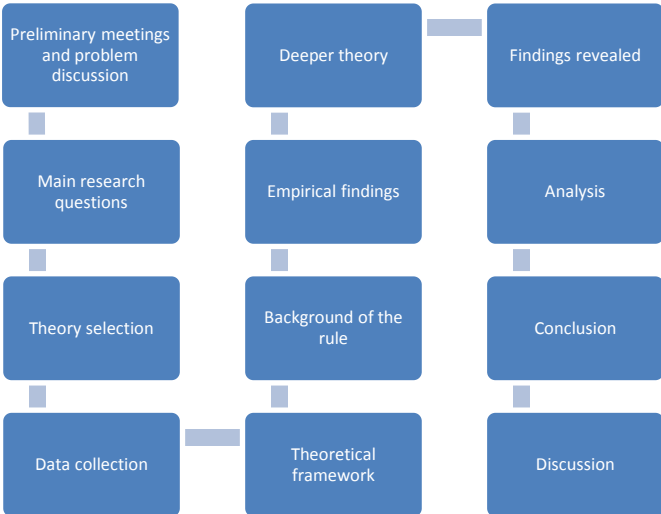 Preliminary meetings
and problem
discussion
Main research
questions
Theory selection
Data collection
Theoretical
framework
Background of the
rule
Empirical findings
Deeper theory
Findings revealed
Analysis
Conclusion
Discussion